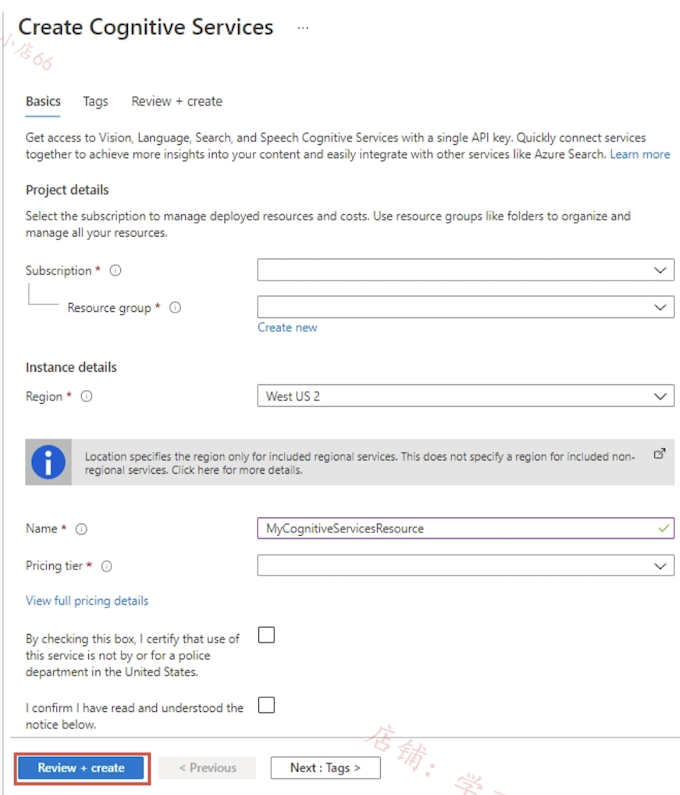 Create Cognitive Services ...
小店66
Basics Tags Review + create
Get access to Vision, Language, Search, and Speech Cognitive Services with a single API key. Quickly connect services
together to achieve more insights into your content and easily integrate with other services like Azure Search. Learn more
Project details
Select the subscription to manage deployed resources and costs. Use resource groups like folders to organize and
manage all your resources.
Subscription *
Resource group *
Create new
Instance details
Region * West US 2
Location specifies the region only for included regional services. This does not specify a region for included non-
regional services. Click here for more details.
Name * MyCognitiveServicesResource
Pricing tier *
View full pricing details
By checking this box, I certify that use of
this service is not by or for a police
department in the United States.
I confirm I have read and understood the
notice below.
店铺：学
Review + create < Previous Next : Tags >